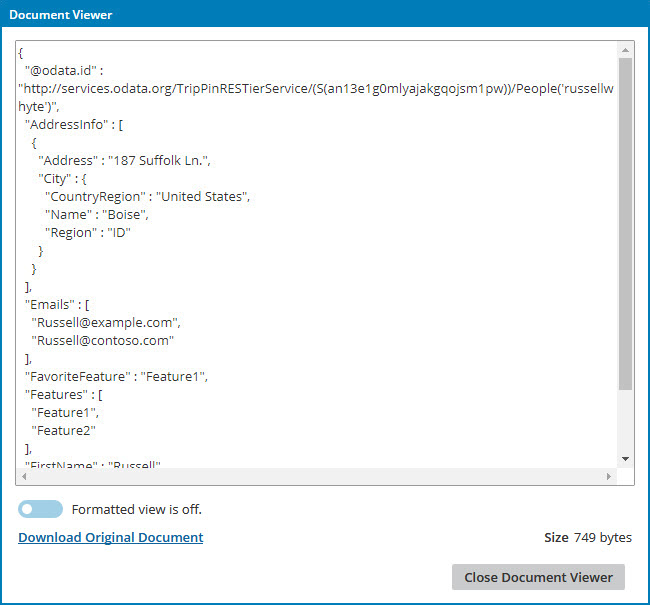 Document Viewer
{
"@odata.id" :
"http://services.odata.org/TripPinRESTierService/(S(an13e1g0mlyajakgqojsm1pw))/People('russellw
hyte')",
"AddressInfo" : [
{
"Address" : "187 Suffolk Ln.",
"City" : {
"CountryRegion" : "United States",
"Name" : "Boise",
"Region" : "ID"
}
}
],
"Emails" : [
"Russell@example.com",
"Russell@contoso.com"
],
"FavoriteFeature" : "Feature1",
"Features" : [
"Feature1",
"Feature2"
],
"FirstName" : "Russell"
Formatted view is off.
Download Original Document
Size 749 bytes
Close Document Viewer